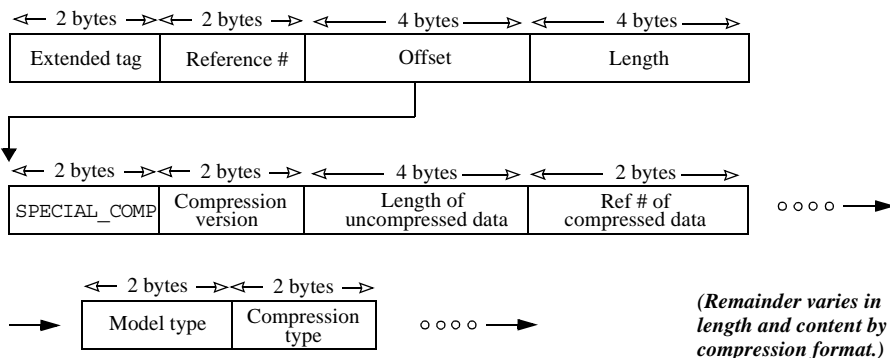 2 bytes 2 bytes 4 bytes 4 bytes
Extended tag Reference # Offset Length
2 bytes 2 bytes 4 bytes 2 bytes
SPECIAL_COMP
Compression
version
Length of
uncompressed data
Ref # of
compressed data
2 bytes 2 bytes
Model type
Compression
type
(Remainder varies in
length and content by
compression format.)